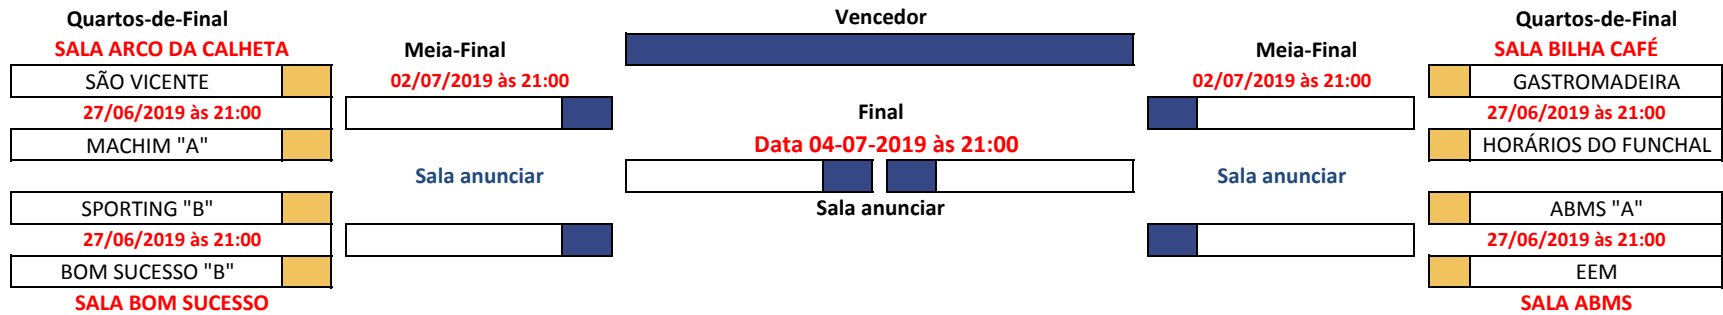 Quartos-de-Final
SALA ARCO DA CALHETA
SÃO VICENTE
27/06/2019 às 21:00
MACHIM "A"
SPORTING "B"
27/06/2019 às 21:00
BOM SUCESSO "B"
SALA BOM SUCESSO
Meia-Final
02/07/2019 às 21:00
Sala anunciar
Vencedor
Final
Data 04-07-2019 às 21:00
Sala anunciar
Meia-Final
02/07/2019 às 21:00
Sala anunciar
Quartos-de-Final
SALA BILHA CAFÉ
GASTROMADEIRA
27/06/2019 às 21:00
HORÁRIOS DO FUNCHAL
ABMS "A"
27/06/2019 às 21:00
EEM
SALA ABMS